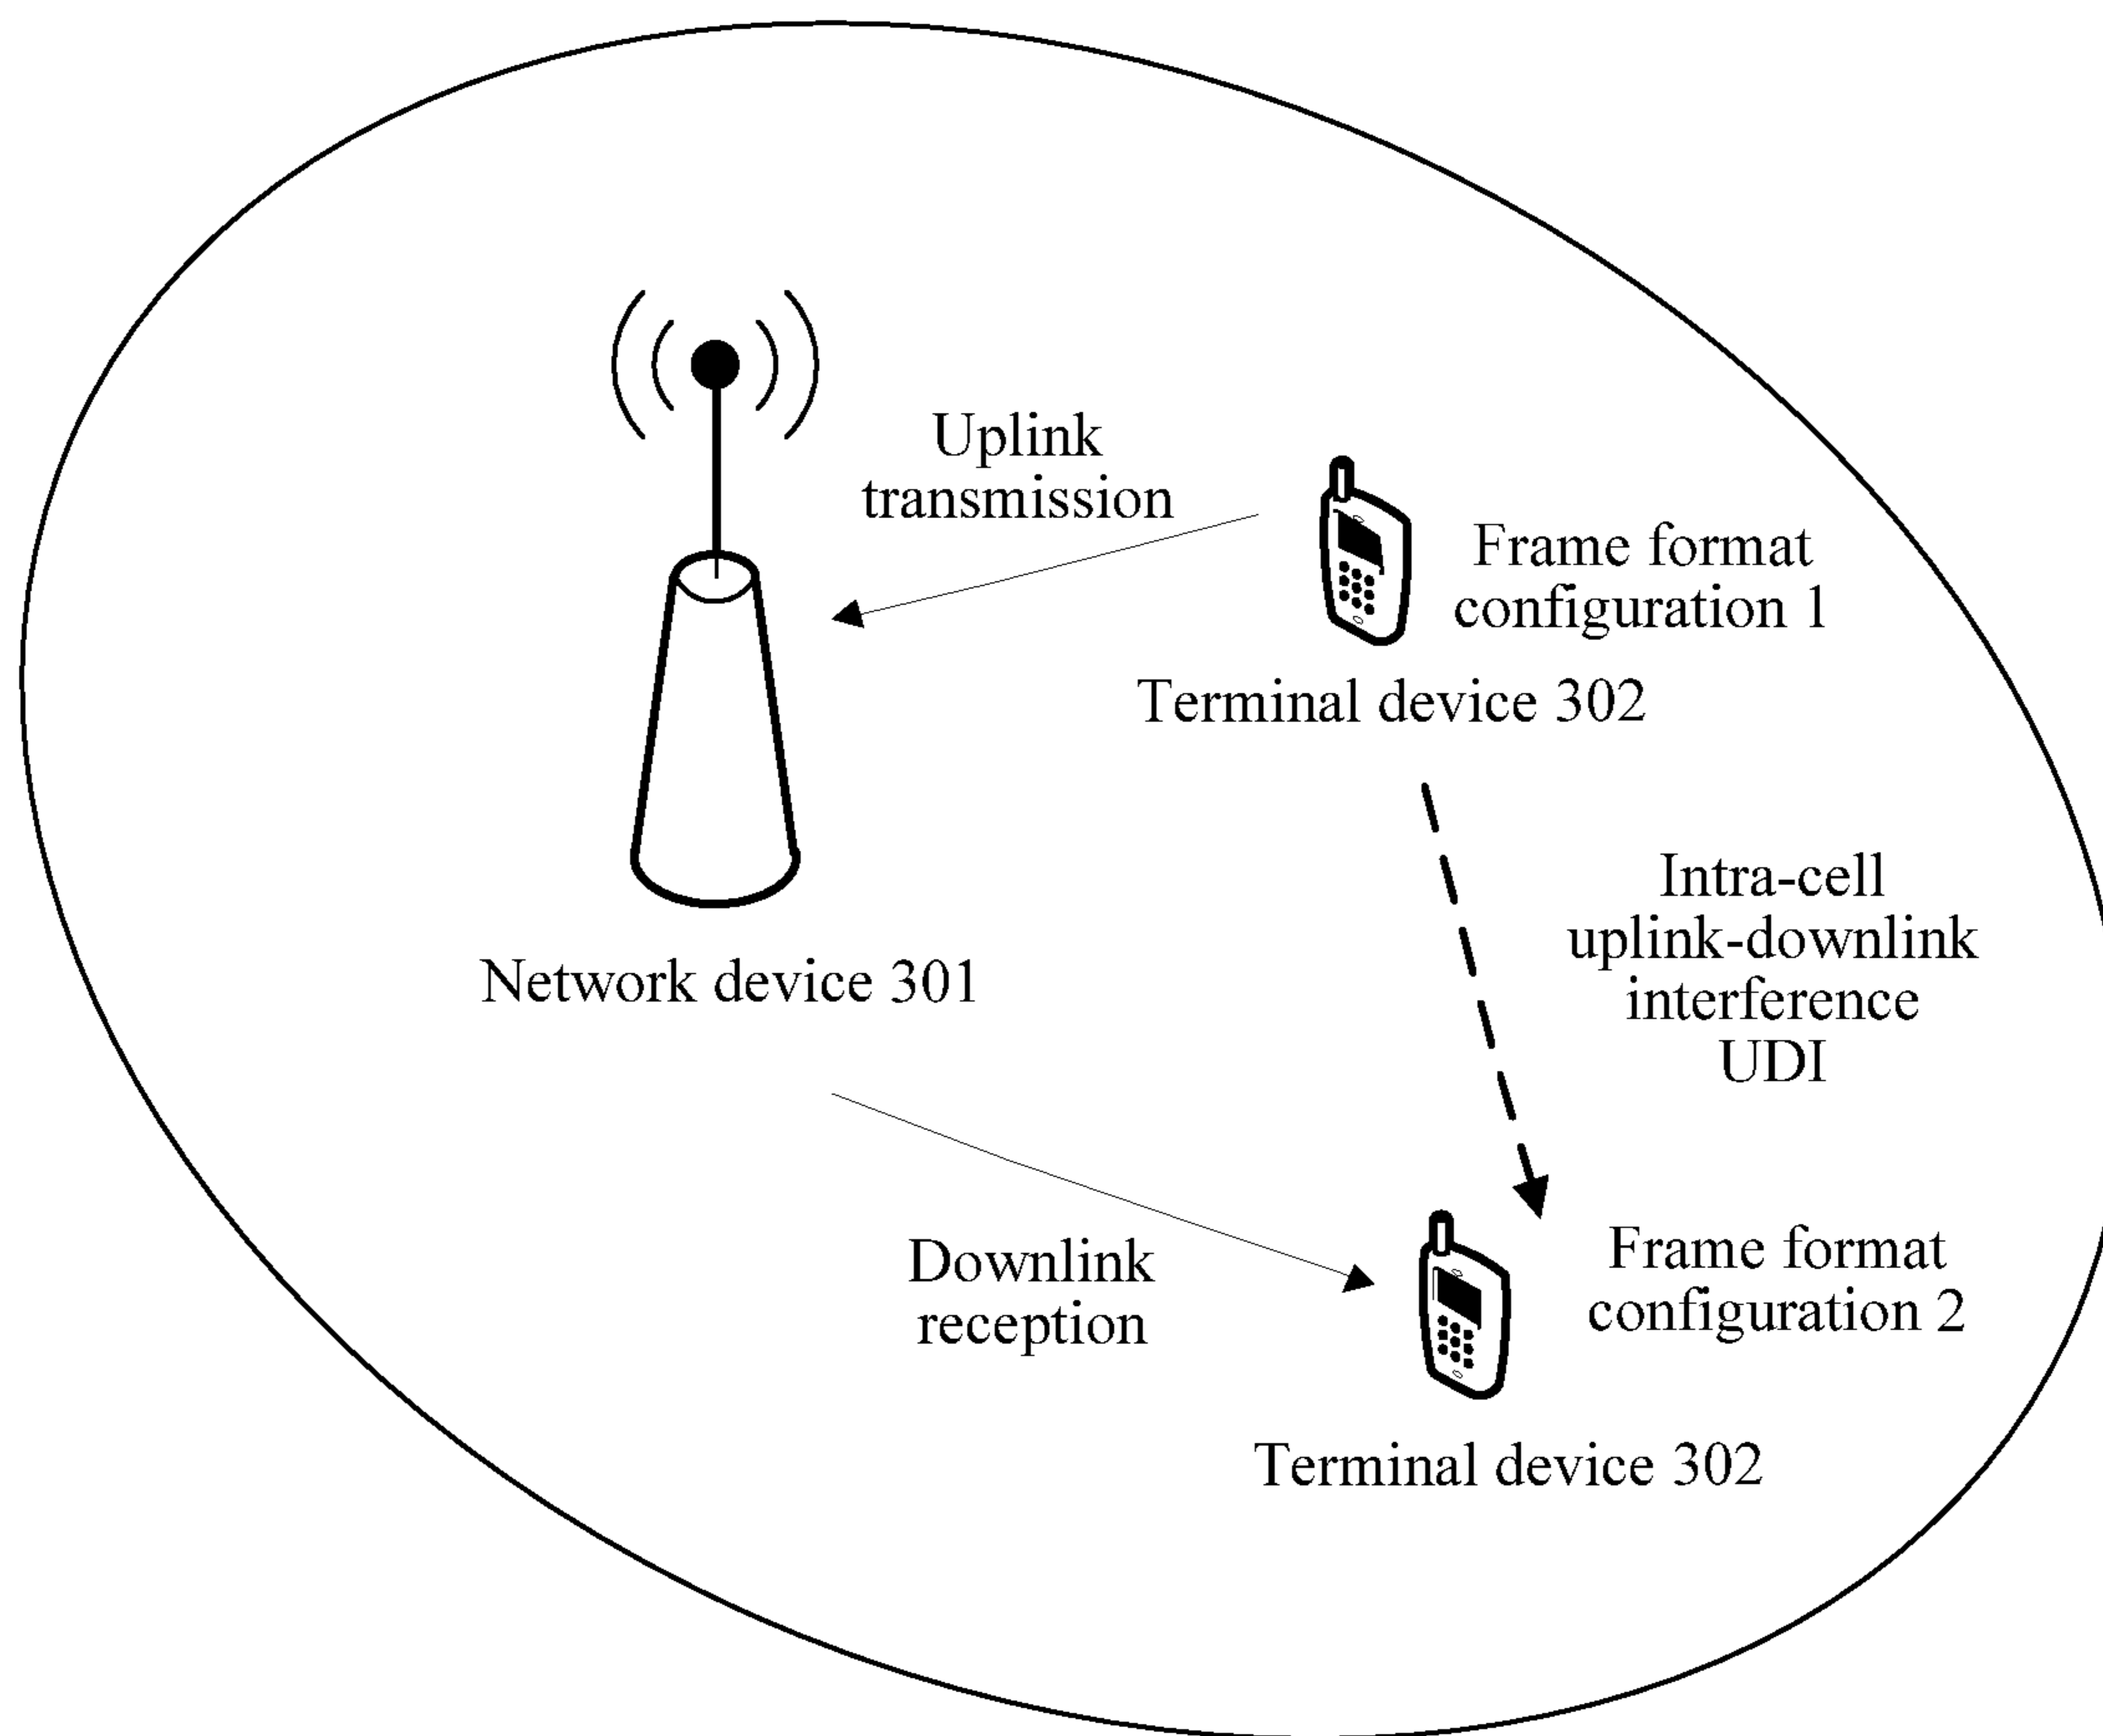 Uplink
transmission
Frame format
configuration 1
Terminal device 302
Network device 301
Intra-cell
uplink-downlink
interference
UDI
Downlink
reception
Frame format
configuration 2
Terminal device 302